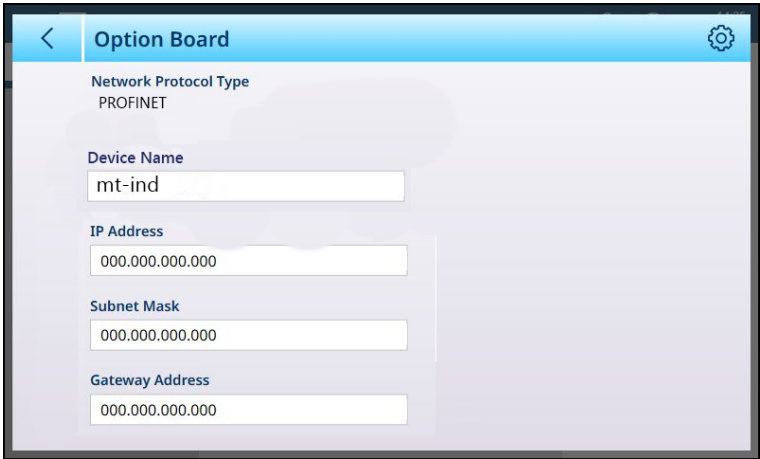 Option Board
Network Protocol Type
PROFINET
Device Name
mt-ind
IP Address
000.000.000.000
Subnet Mask
000.000.000.000
Gateway Address
000.000.000.000